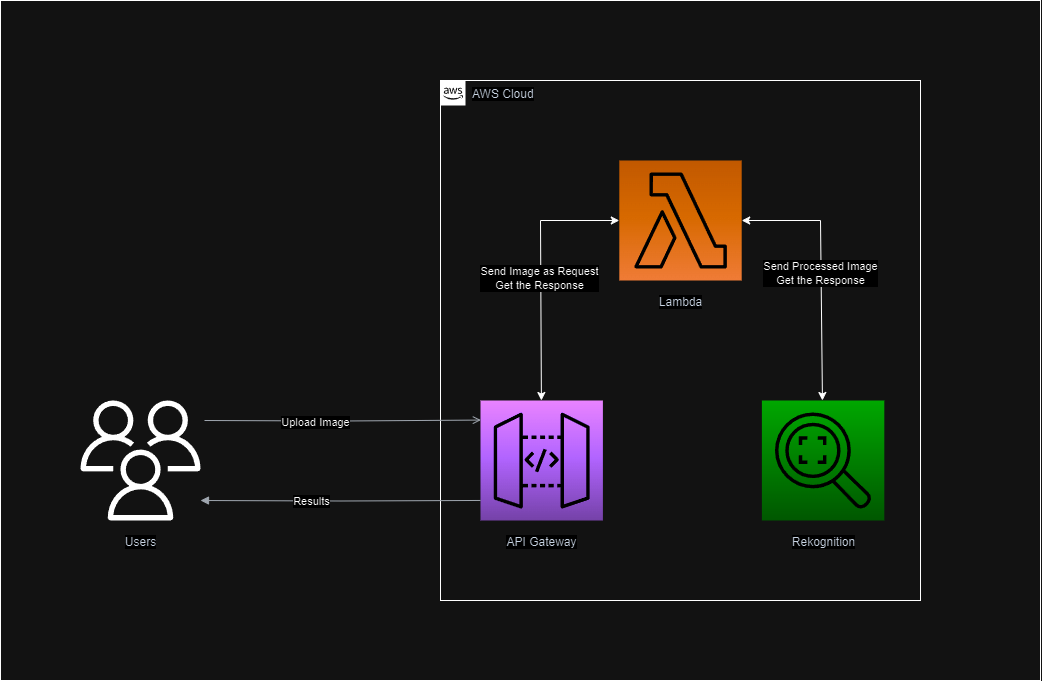 aws
AWS Cloud
Send Image as Request
Get the Response
Send Processed Image
Get the Response
Lambda
Upload Image
</>
Results
Users
API Gateway
Rekognition